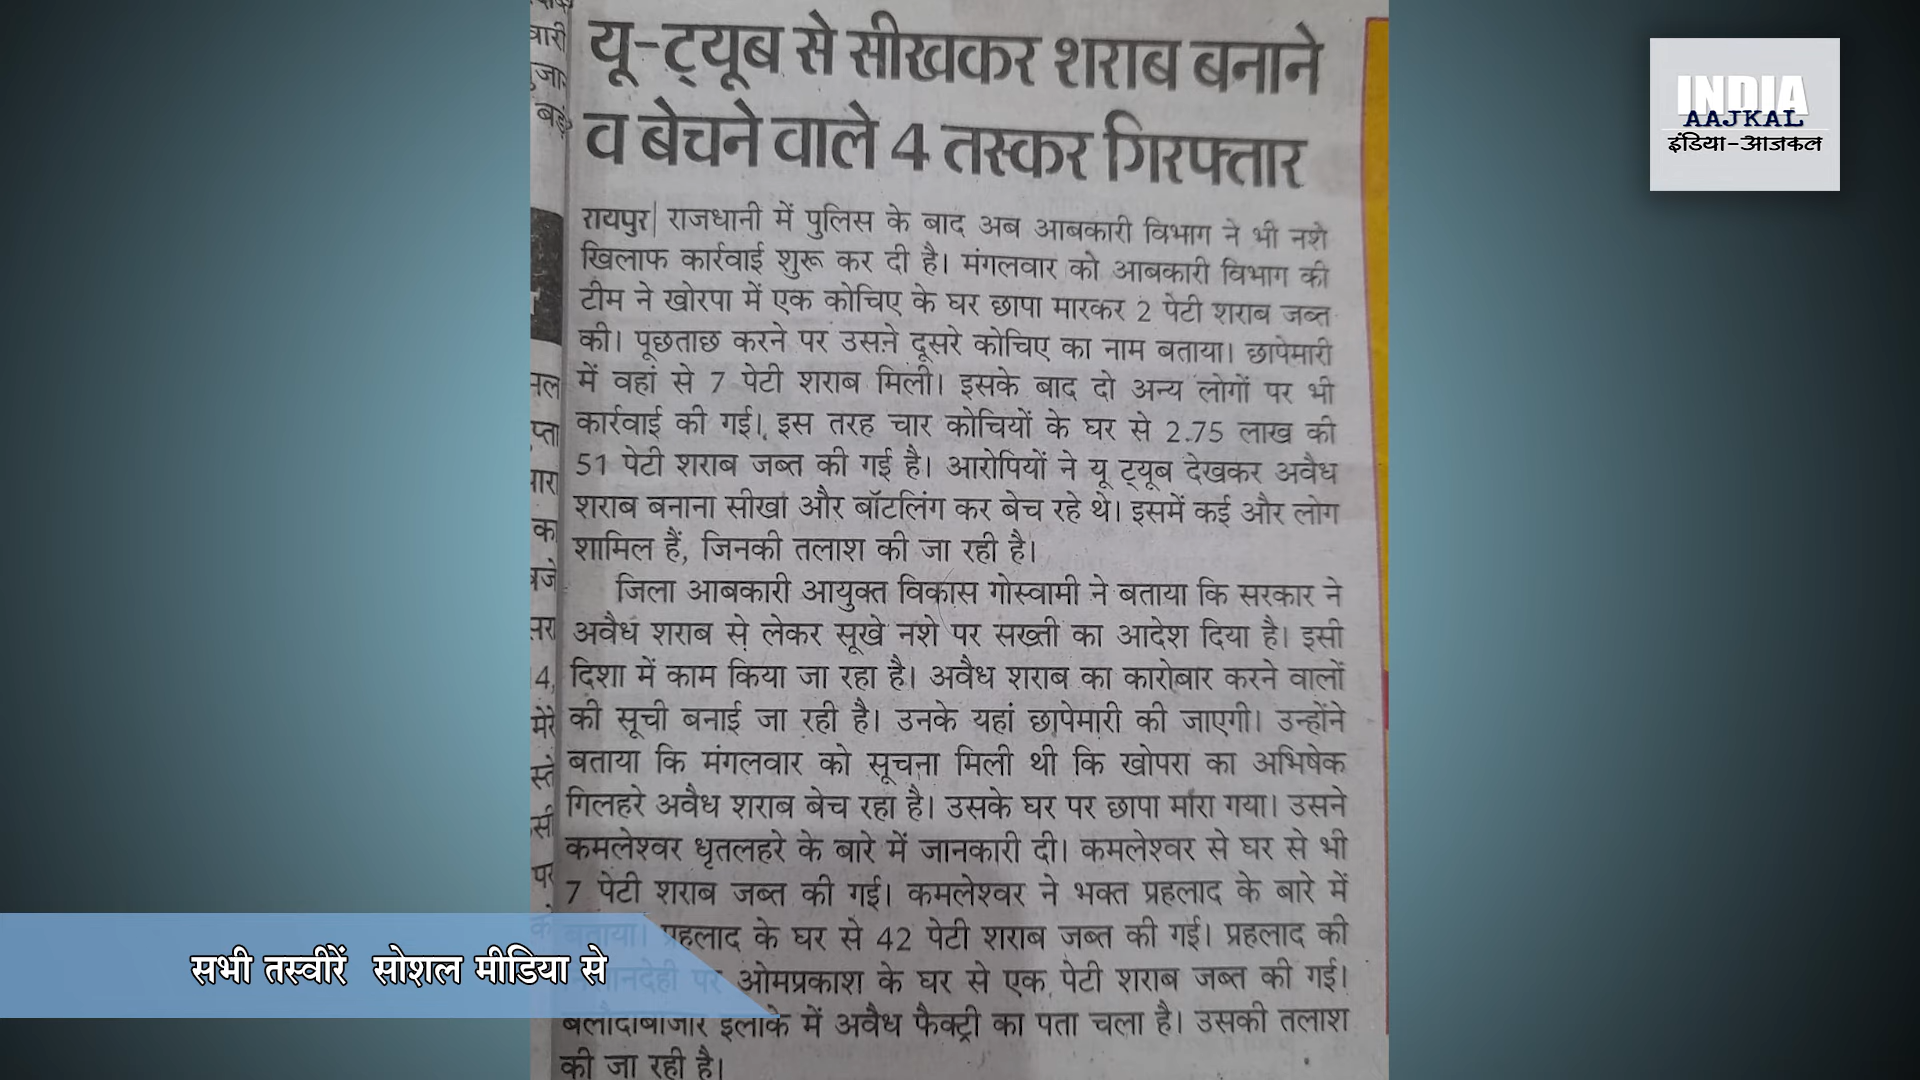 यू-ट्यूब से सीखकर शराब बनाने
व बेचने वाले 4 तस्कर गिरफ्तार
रायपुर| राजधानी में पुलिस के बाद अब आबकारी विभाग ने भी नशे
खिलाफ कार्रवाई शुरू कर दी है। मंगलवार को आबकारी विभाग की
टीम ने खोरपा में एक कोचिए के घर छापा मारकर 2 पेटी शराब जब्त
की। पूछताछ करने पर उसने दूसरे कोचिए का नाम बताया। छापेमारी
में वहां से 7 पेटी शराब मिली। इसके बाद दो अन्य लोगों पर भी
कार्रवाई की गई। इस तरह चार कोचियों के घर से 2.75 लाख की
51 पेटी शराब जब्त की गई है। आरोपियों ने यू ट्यूब देखकर अवैध
शराब बनाना सीखा और बॉटलिंग कर बेच रहे थे। इसमें कई और लोग
शामिल हैं, जिनकी तलाश की जा रही है।
जिला आबकारी आयुक्त विकास गोस्वामी ने बताया कि सरकार ने
अवैध शराब से लेकर सूखे नशे पर सख्ती का आदेश दिया है। इसी
दिशा में काम किया जा रहा है। अवैध शराब का कारोबार करने वालों
की सूची बनाई जा रही है। उनके यहां छापेमारी की जाएगी। उन्होंने
बताया कि मंगलवार को सूचना मिली थी कि खोपरा का अभिषेक
गिलहरे अवैध शराब बेच रहा है। उसके घर पर छापा मारा गया। उसने
कमलेश्वर धृतलहरे के बारे में जानकारी दी। कमलेश्वर से घर से भी
7 पेटी शराब जब्त की गई। कमलेश्वर ने भक्त प्रहलाद के बारे में
बताया। प्रहलाद के घर से 42 पेटी शराब जब्त की गई। प्रहलाद की
पर ओमप्रकाश के घर से एक पेटी शराब जब्त की गई।
बलौदाबाजार इलाके में अवैध फैक्ट्री का पता चला है। उसकी तलाश
की जा रही है।
INDIA
AAJKAL
इंडिया-आजकल
सभी तस्वीरें सोशल मीडिया से